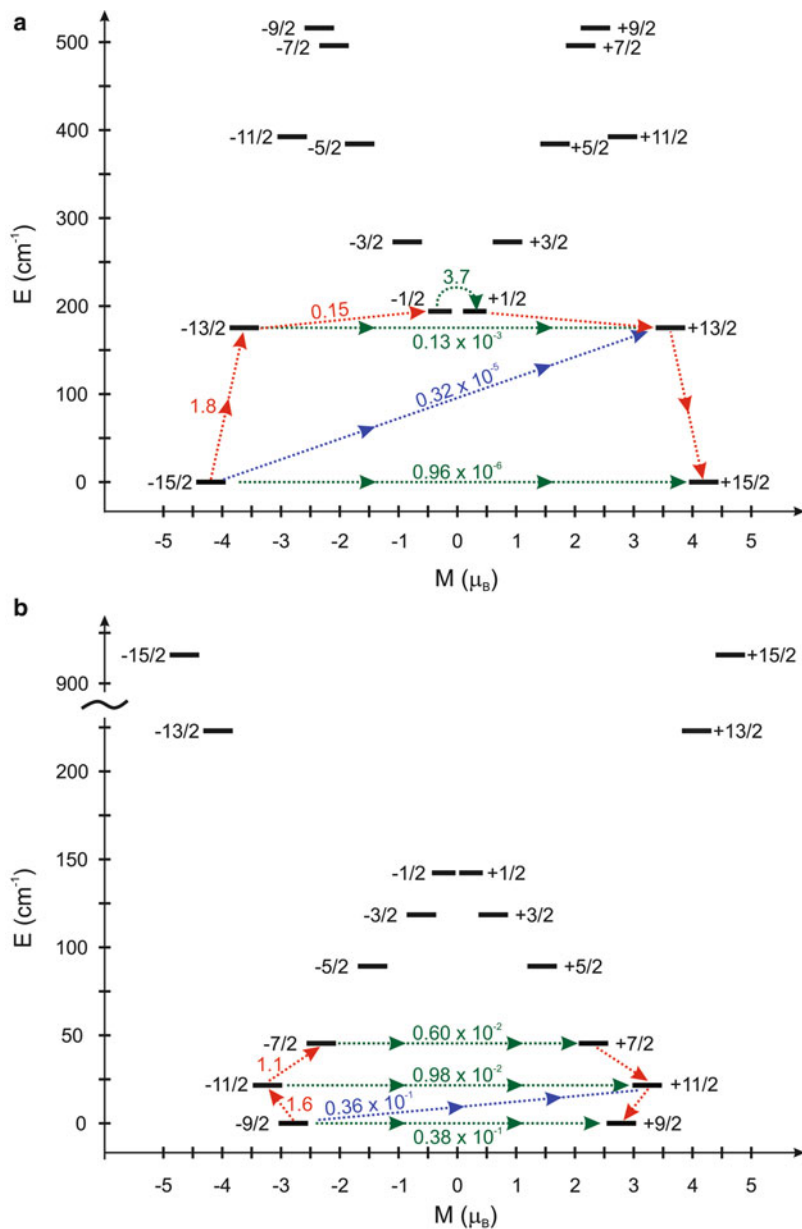 a
-9/2 +9/2
500
-7/2 +7/2
400
-11/2 -5/2 +5/2 +11/2
300
-3/2 +3/2
3.7
200
-1/2 +1/2
0.15
-13/2 +13/2
0.13 x 10-3
E (cm-1)
100
1.8
0.32 x 10-5
0.96 x 10-6
0
-15/2 +15/2
-5 -4 -3 -2 -1 0 1 2 3 4 5
M (μB)
b
-15/2 +15/2
900
-13/2 +13/2
200
150
-1/2 +1/2
-3/2 +3/2
E (cm-1)
100
-5/2 +5/2
50
-7/2 0.60 x 10-2 +7/2
1.1
-11/2 0.98 x 10-2 +11/2
1.6 0.36 x 10-1
0
-9/2 0.38 x 10-1 +9/2
-5 -4 -3 -2 -1 0 1 2 3 4 5
M (μB)